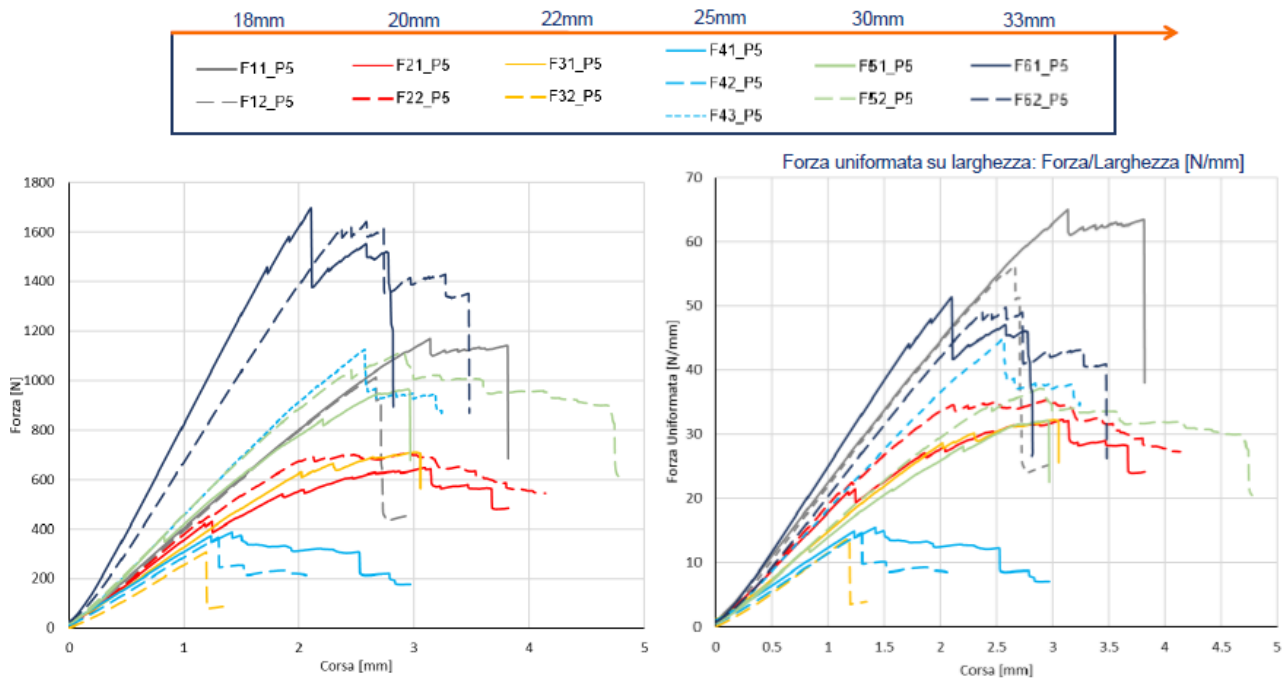 18mm 20mm 22mm 25mm 30mm 33mm
F11_P5 F21_P5 F31_P5 F41_P5 F51_P5 F61_P5
F12_P5 F22_P5 F32_P5 F42_P5 F52_P5 F62_P5
F43_P5
Forza uniformata su larghezza: Forza/Larghezza [N/mm]
1800
1600
1400
1200
1000
800
600
400
200
0
Forza [N]
0 1 2 3 4 5
Corsa [mm]
70
60
50
40
30
20
10
0
Forza Uniformata [N/mm]
0 0.5 1 1.5 2 2.5 3 3.5 4 4.5 5
Corsa [mm]